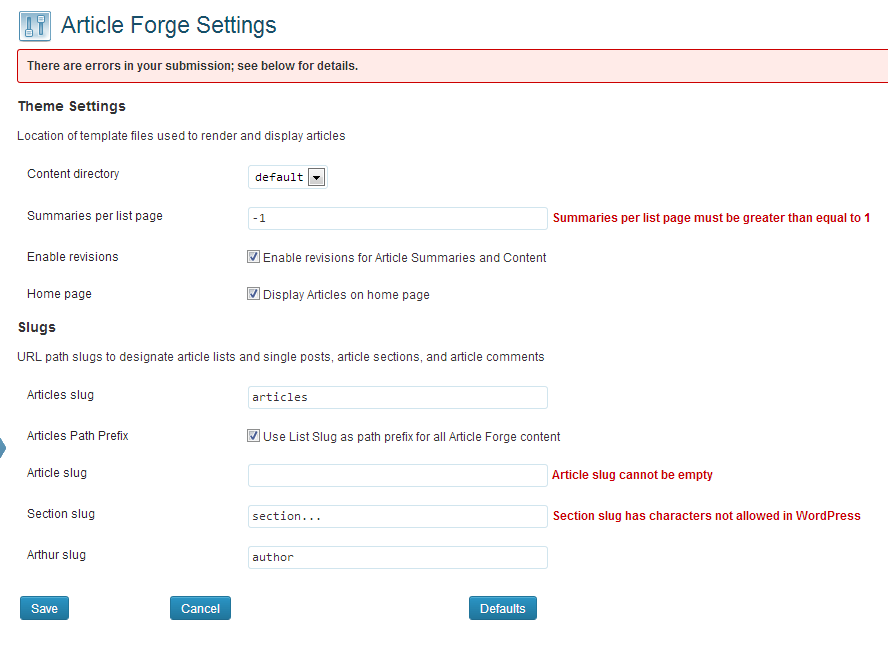 Article Forge Settings
There are errors in your submission; see below for details.
Theme Settings
Location of template files used to render and display articles
Content directory default
Summaries per list page -1 Summaries per list page must be greater than equal to 1
Enable revisions Enable revisions for Article Summaries and Content
Home page Display Articles on home page
Slugs
URL path slugs to designate article lists and single posts, article sections, and article comments
Articles slug articles
Articles Path Prefix Use List Slug as path prefix for all Article Forge content
Article slug Article slug cannot be empty
Section slug section... Section slug has characters not allowed in WordPress
Arthur slug author
Save Cancel Defaults